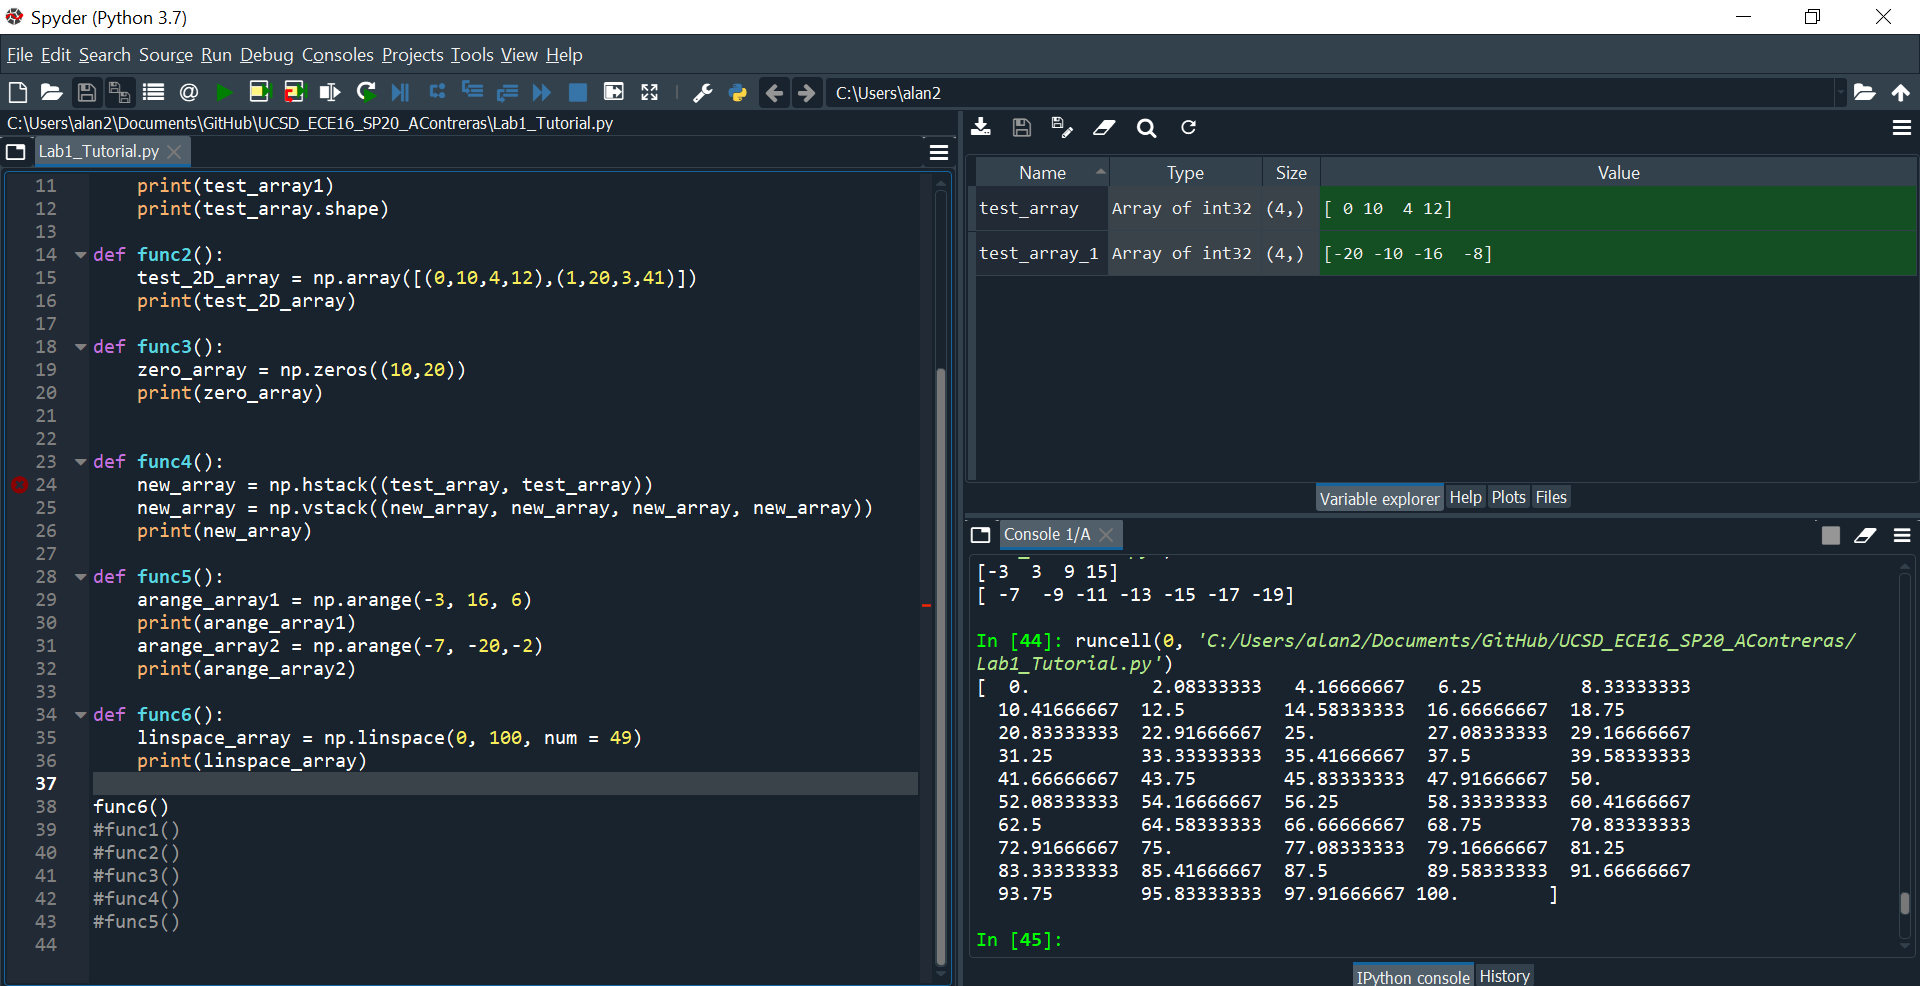 Spyder (Python 3.7)
File Edit Search Source Run Debug Consoles Projects Tools View Help
C:\Users\alan2
C:\Users\alan2\Documents\GitHub\UCSD_ECE16_SP20_AContreras\Lab1_Tutorial.py
Lab1_Tutorial.py
11 print(test_array1)
12 print(test_array.shape)
13
14 def func2():
15 test_2D_array = np.array([(0,10,4,12),(1,20,3,41)])
16 print(test_2D_array)
17
18 def func3():
19 zero_array = np.zeros((10,20))
20 print(zero_array)
21
22
23 def func4():
24 new_array = np.hstack((test_array, test_array))
25 new_array = np.vstack((new_array, new_array, new_array, new_array))
26 print(new_array)
27
28 def func5():
29 arange_array1 = np.arange(-3, 16, 6)
30 print(arange_array1)
31 arange_array2 = np.arange(-7, -20,-2)
32 print(arange_array2)
33
34 def func6():
35 linspace_array = np.linspace(0, 100, num = 49)
36 print(linspace_array)
37
38 func6()
39 #func1()
40 #func2()
41 #func3()
42 #func4()
43 #func5()
44
Name Type Size Value
test_array Array of int32 (4,) [ 0 10  4 12]
test_array_1 Array of int32 (4,) [-20 -10 -16  -8]
Variable explorer Help Plots Files
Console 1/A
[-3  3  9 15]
[ -7  -9 -11 -13 -15 -17 -19]
In [44]: runcell(0, 'C:/Users/alan2/Documents/GitHub/UCSD_ECE16_SP20_AContreras/
Lab1_Tutorial.py')
[  0.           2.08333333   4.16666667   6.25         8.33333333
10.41666667  12.5         14.58333333  16.66666667  18.75
20.83333333  22.91666667  25.          27.08333333  29.16666667
31.25        33.33333333  35.41666667  37.5         39.58333333
41.66666667  43.75        45.83333333  47.91666667  50.
52.08333333  54.16666667  56.25        58.33333333  60.41666667
62.5         64.58333333  66.66666667  68.75        70.83333333
72.91666667  75.          77.08333333  79.16666667  81.25
83.33333333  85.41666667  87.5         89.58333333  91.66666667
93.75        95.83333333  97.91666667 100.        ]
In [45]:
IPython console History